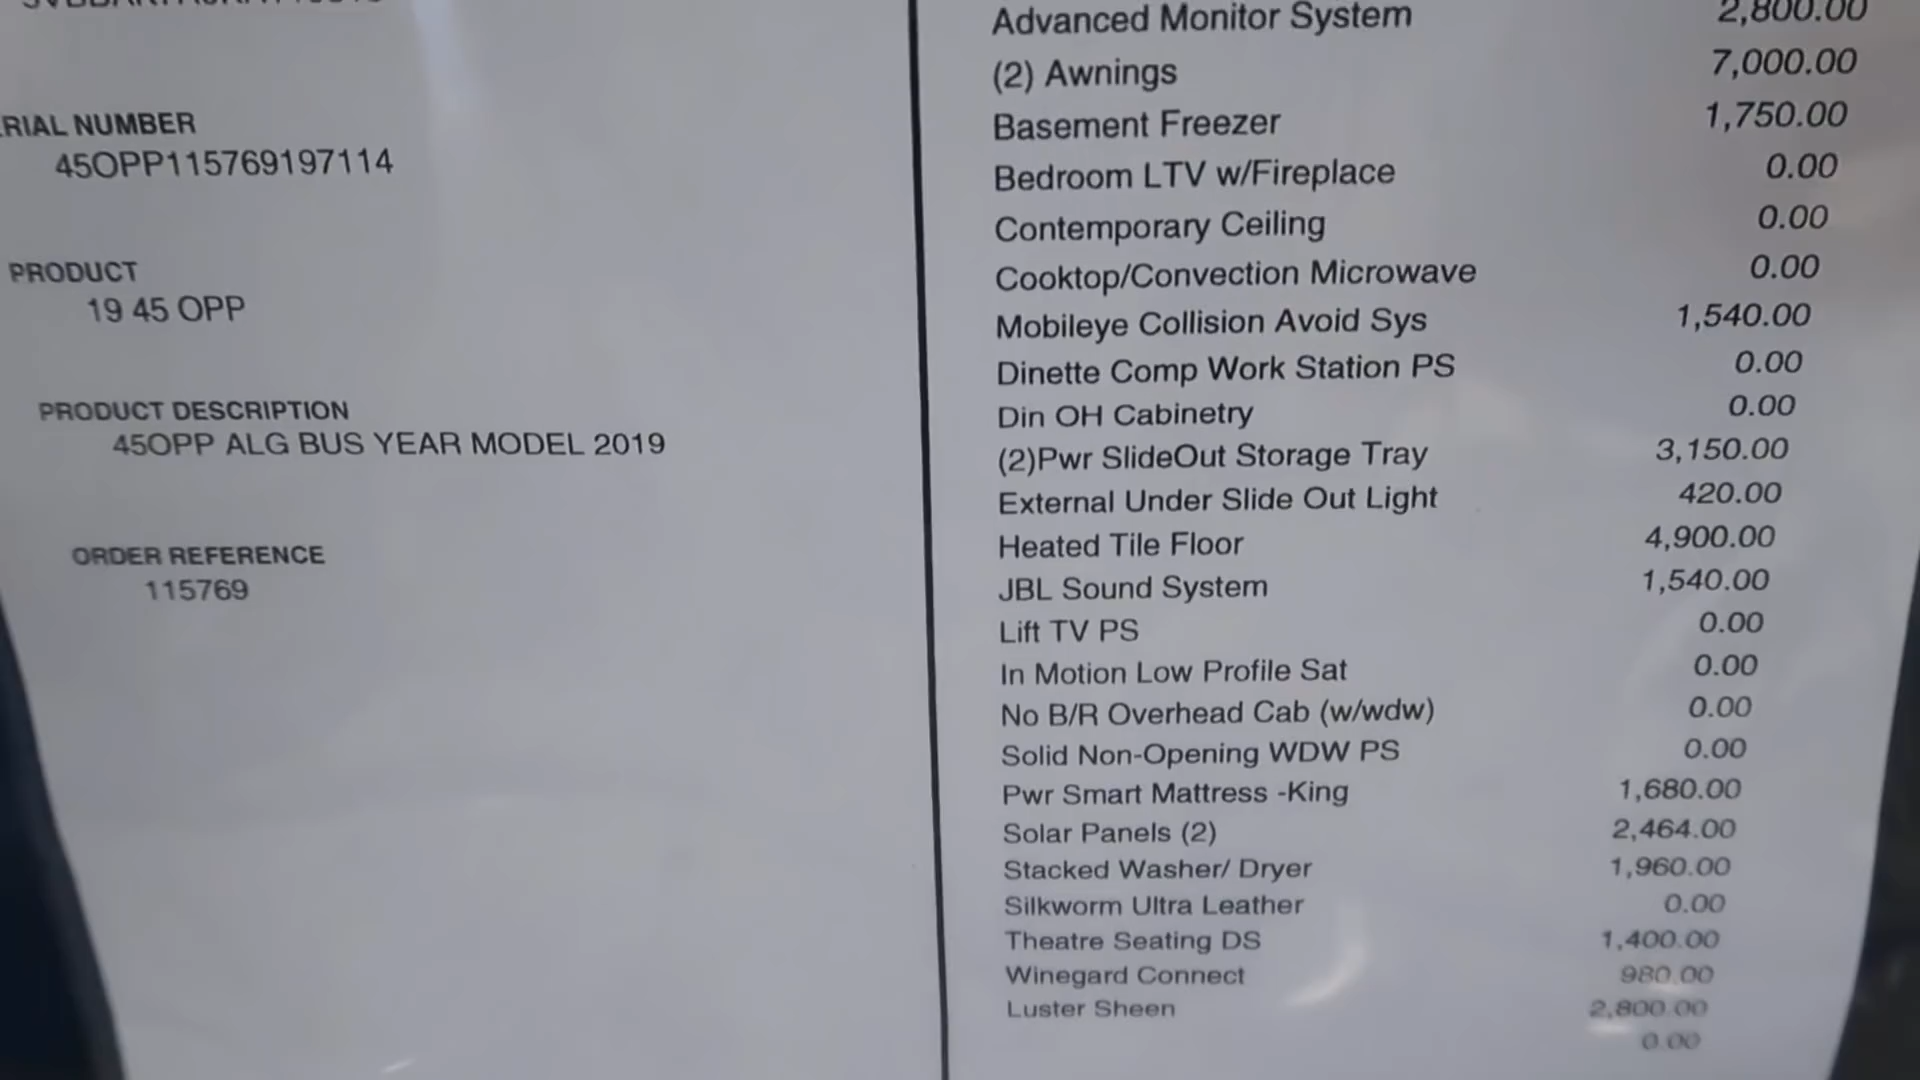 RIAL NUMBER
45OPP115769197114
PRODUCT
19 45 OPP
PRODUCT DESCRIPTION
45OPP ALG BUS YEAR MODEL 2019
ORDER REFERENCE
115769
Advanced Monitor System 2,800.00
(2) Awnings 7,000.00
Basement Freezer 1,750.00
Bedroom LTV w/Fireplace 0.00
Contemporary Ceiling 0.00
Cooktop/Convection Microwave 0.00
Mobileye Collision Avoid Sys 1,540.00
Dinette Comp Work Station PS 0.00
Din OH Cabinetry 0.00
(2)Pwr SlideOut Storage Tray 3,150.00
External Under Slide Out Light 420.00
Heated Tile Floor 4,900.00
JBL Sound System 1,540.00
Lift TV PS 0.00
In Motion Low Profile Sat 0.00
No B/R Overhead Cab (w/wdw) 0.00
Solid Non-Opening WDW PS 0.00
Pwr Smart Mattress -King 1,680.00
Solar Panels (2) 2,464.00
Stacked Washer/ Dryer 1,960.00
Silkworm Ultra Leather 0.00
Theatre Seating DS 1,400.00
Winegard Connect 980.00
Luster Sheen 2,800.00
0.00